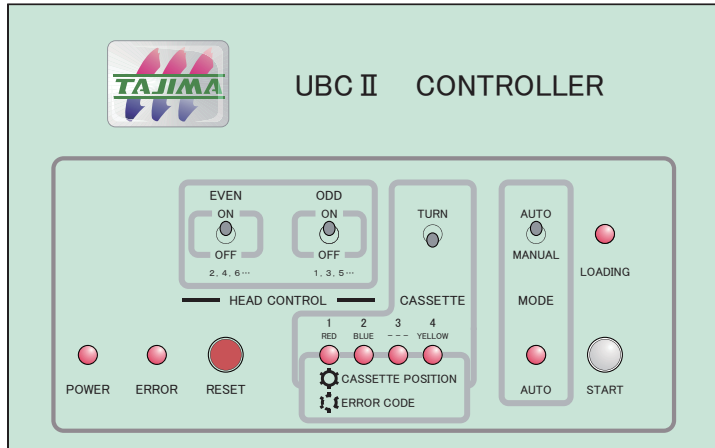 TAJIMA
UBC Ⅱ CONTROLLER
EVEN
ON
OFF
2, 4, 6…
ODD
ON
OFF
1, 3, 5…
HEAD CONTROL
TURN
CASSETTE
AUTO
MANUAL
MODE
LOADING
1 2 3 4
RED BLUE --- YELLOW
POWER
ERROR
RESET
CASSETTE POSITION
ERROR CODE
AUTO
START